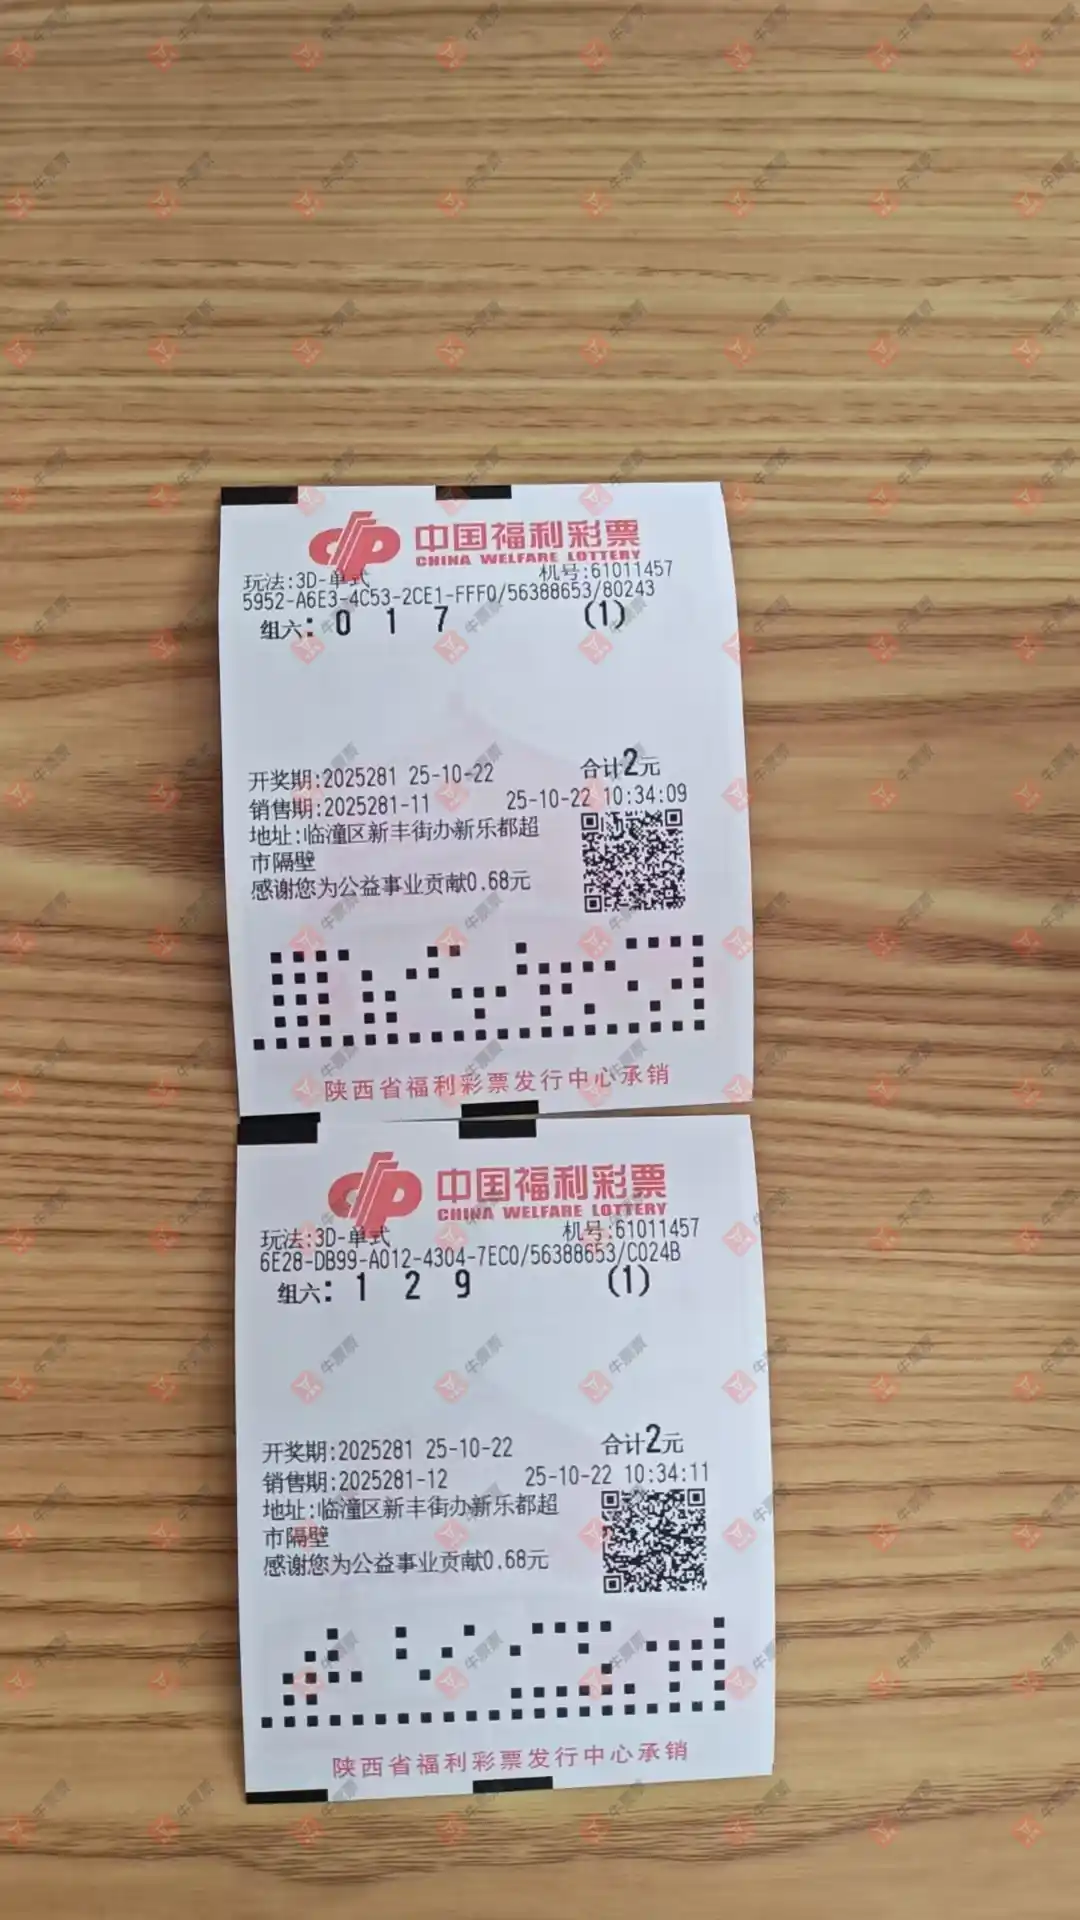 中国福利彩票
CHINA WELFARE LOTTERY
玩法:3D-单式 机号:61011457
5952-A6E3-4C53-2CE1-FFF0/56388653/80243
组六: 0 1 7 (1)
开奖期:2025281 25-10-22 合计2元
销售期:2025281-11 25-10-22 10:34:09
地址:临潼区新丰街办新乐都超
市隔壁
感谢您为公益事业贡献0.68元
陕西省福利彩票发行中心承销
中国福利彩票
CHINA WELFARE LOTTERY
玩法:3D-单式 机号:61011457
6E28-DB99-A012-4304-7EC0/56388653/C024B
组六: 1 2 9 (1)
开奖期:2025281 25-10-22 合计2元
销售期:2025281-12 25-10-22 10:34:11
地址:临潼区新丰街办新乐都超
市隔壁
感谢您为公益事业贡献0.68元
陕西省福利彩票发行中心承销
牛票票